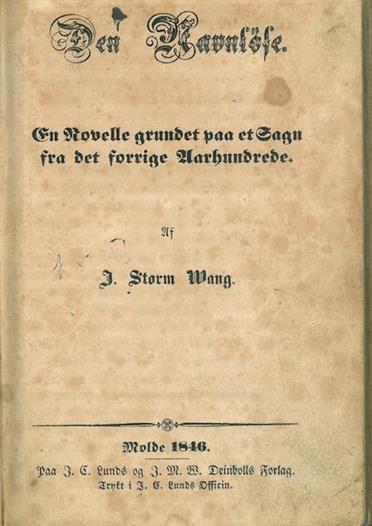 Den Navnløse.
En Novelle grundet paa et Sagn
fra det forrige Aarhundrede.
Af
J. Storm Wang.
Molde 1846.
Paa J. C. Lunds og J. M. W. Deinbolls Forlag.
Trykt i J. C. Lunds Officin.